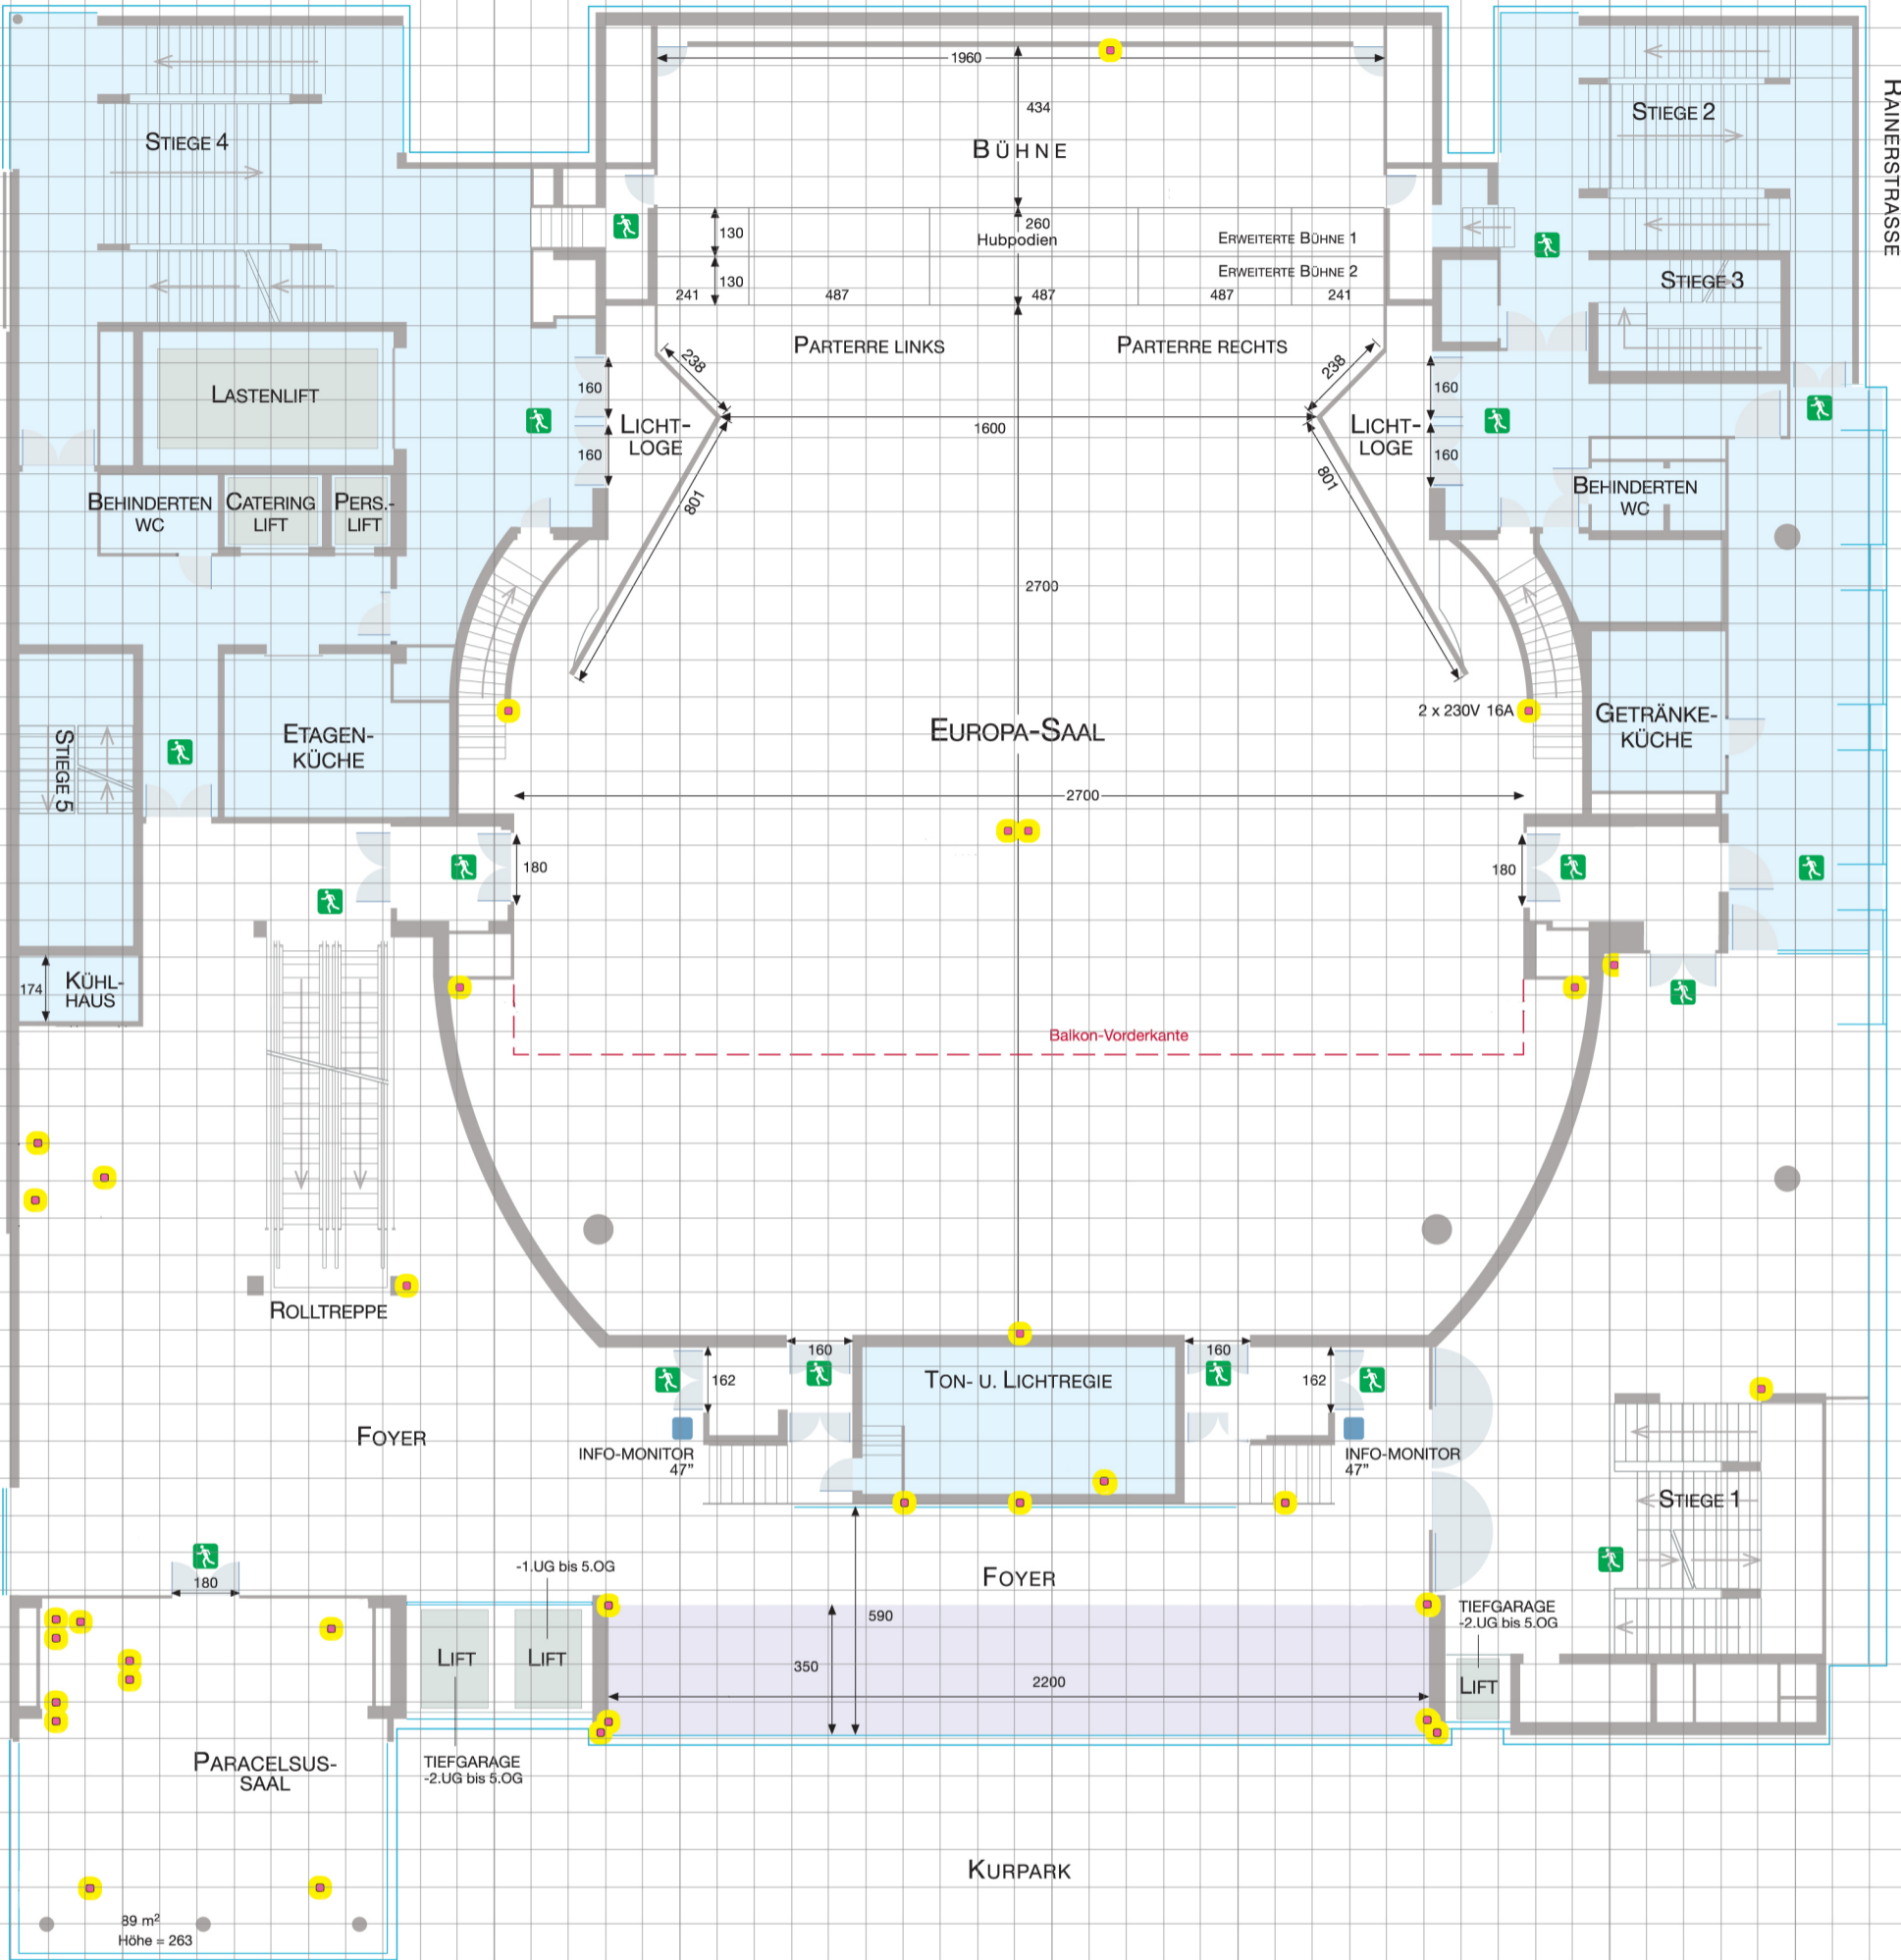 1960
RAINERSTRASSE
434
STIEGE 4
STIEGE 2
BÜHNE
130
260
Hubpodien
ERWEITERTE BÜHNE 1
130
ERWEITERTE BÜHNE 2
241
487
487
487
241
STIEGE 3
PARTERRE LINKS
PARTERRE RECHTS
238
238
160
160
LASTENLIFT
LICHT-
LOGE
1600
LICHT-
LOGE
160
160
801
801
BEHINDERTEN
WC
CATERING
LIFT
PERS.-
LIFT
BEHINDERTEN
WC
2700
STIEGE 5
ETAGEN-
KÜCHE
EUROPA-SAAL
2 x 230V 16A
GETRÄNKE-
KÜCHE
2700
180
180
174
KÜHL-
HAUS
Balkon-Vorderkante
ROLLTREPPE
160
160
162
TON- U. LICHTREGIE
162
FOYER
INFO-MONITOR
47”
INFO-MONITOR
47”
STIEGE 1
180
-1.UG bis 5.OG
FOYER
590
TIEFGARAGE
-2.UG bis 5.OG
LIFT
LIFT
350
2200
LIFT
PARACELSUS-
SAAL
TIEFGARAGE
-2.UG bis 5.OG
KURPARK
89 m²
Höhe = 263